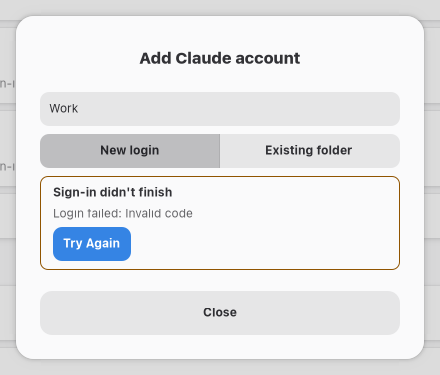 Add Claude account
Work
New login
Existing folder
Sign-in didn't finish
Login failed: Invalid code
Try Again
Close